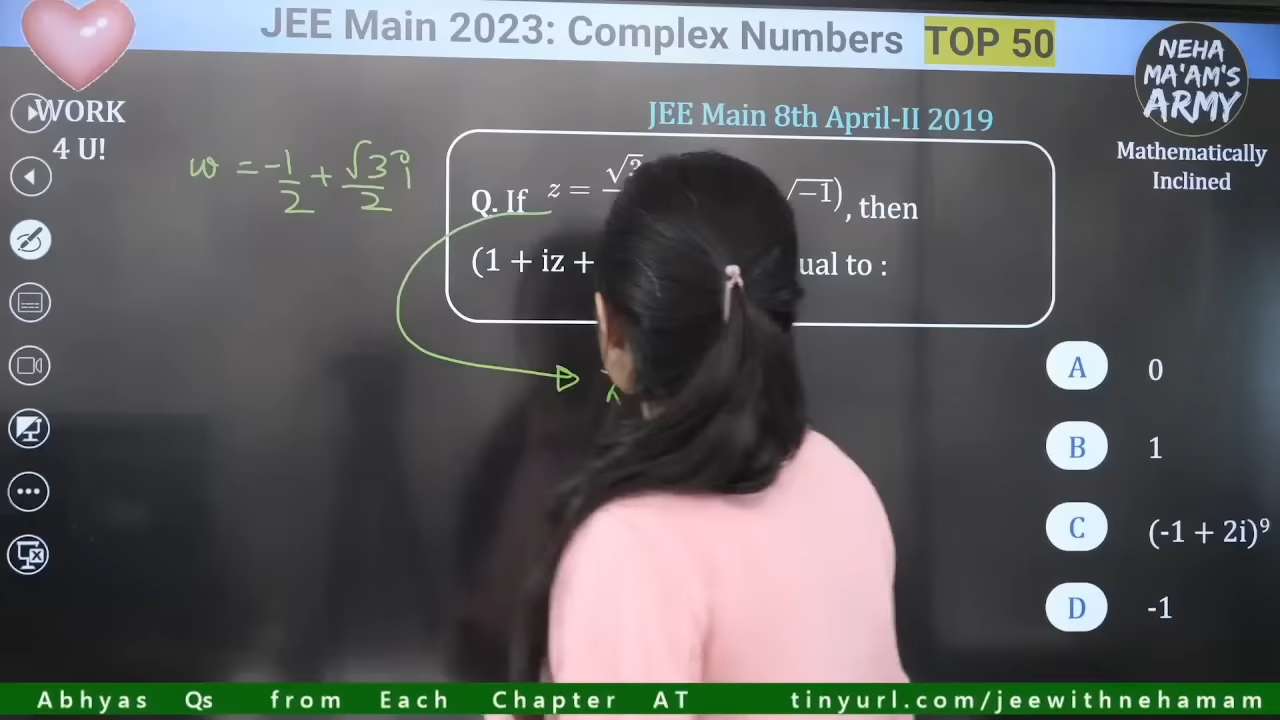 JEE Main 2023: Complex Numbers TOP 50
NEHA
MA'AM'S
ARMY
Mathematically
Inclined
WORK
4 U!
JEE Main 8th April-II 2019
w = -1/2 + √3/2 i
Q. If z = √ √-1), then
(1 + iz + ual to :
A 0
B 1
C (-1 + 2i)⁹
D -1
Abhyas Qs from Each Chapter AT tinyurl.com/jeewithnehamam